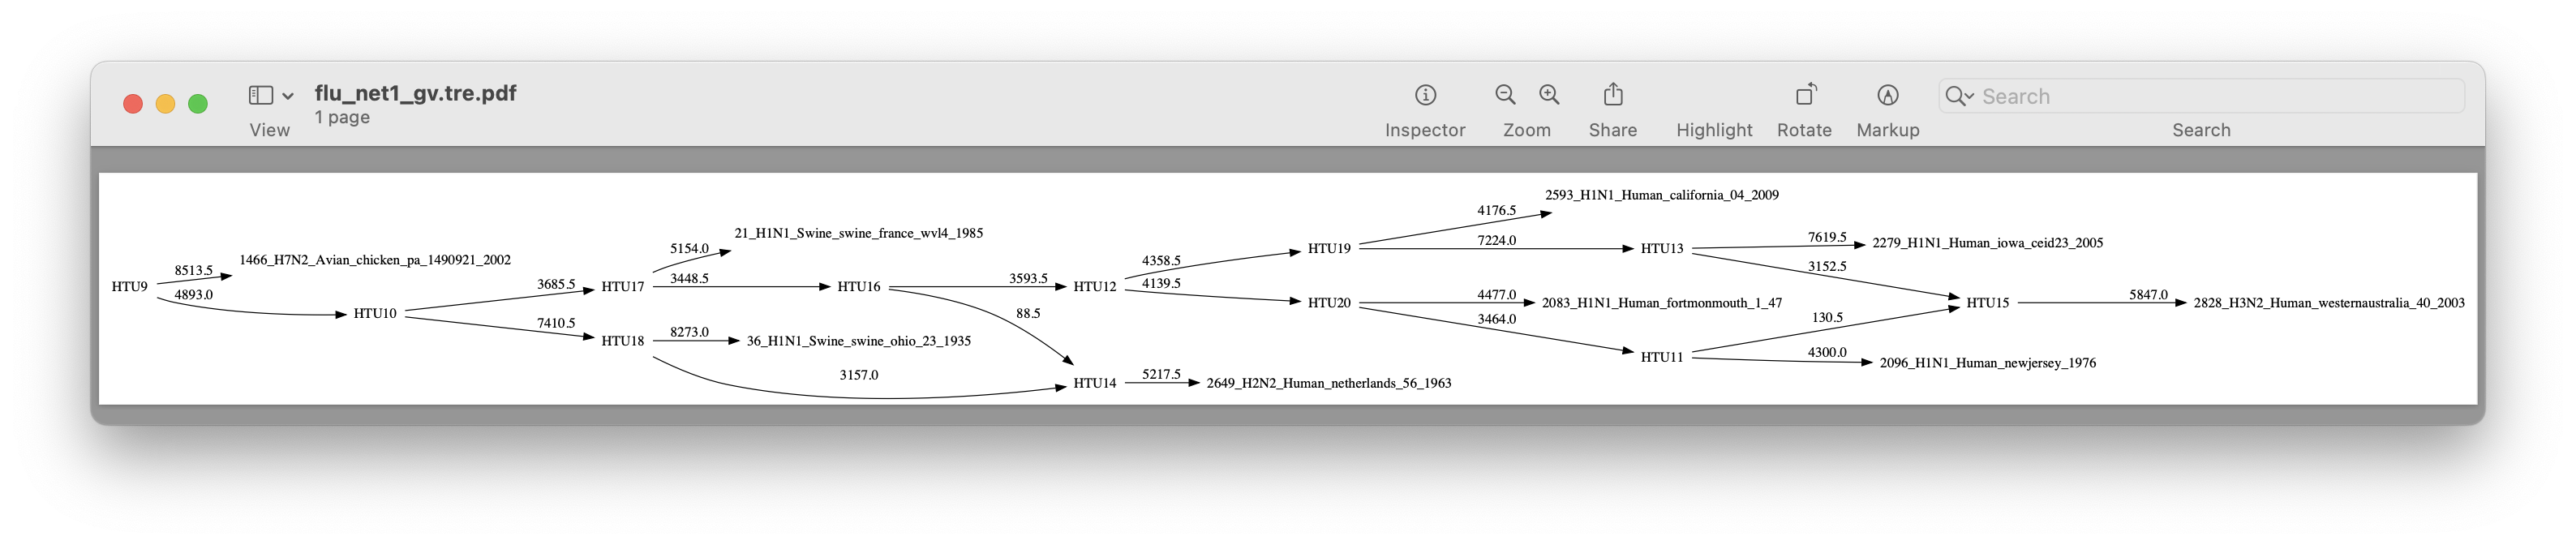 flu_net1_gv.tre.pdf
1 page
View
Inspector
Zoom
Share
Highlight
Rotate
Markup
Search
Search
2593_H1N1_Human_california_04_2009
4176.5
21_H1N1_Swine_swine_france_wvl4_1985
5154.0
HTU19
7224.0
HTU13
7619.5
2279_H1N1_Human_iowa_ceid23_2005
1466_H7N2_Avian_chicken_pa_1490921_2002
8513.5
4358.5
3152.5
HTU9
4893.0
3685.5
HTU17
3448.5
HTU16
3593.5
HTU12
4139.5
HTU20
4477.0
2083_H1N1_Human_fortmonmouth_1_47
HTU15
5847.0
2828_H3N2_Human_westernaustralia_40_2003
HTU10
7410.5
88.5
3464.0
130.5
HTU18
8273.0
36_H1N1_Swine_swine_ohio_23_1935
HTU11
4300.0
2096_H1N1_Human_newjersey_1976
3157.0
HTU14
5217.5
2649_H2N2_Human_netherlands_56_1963